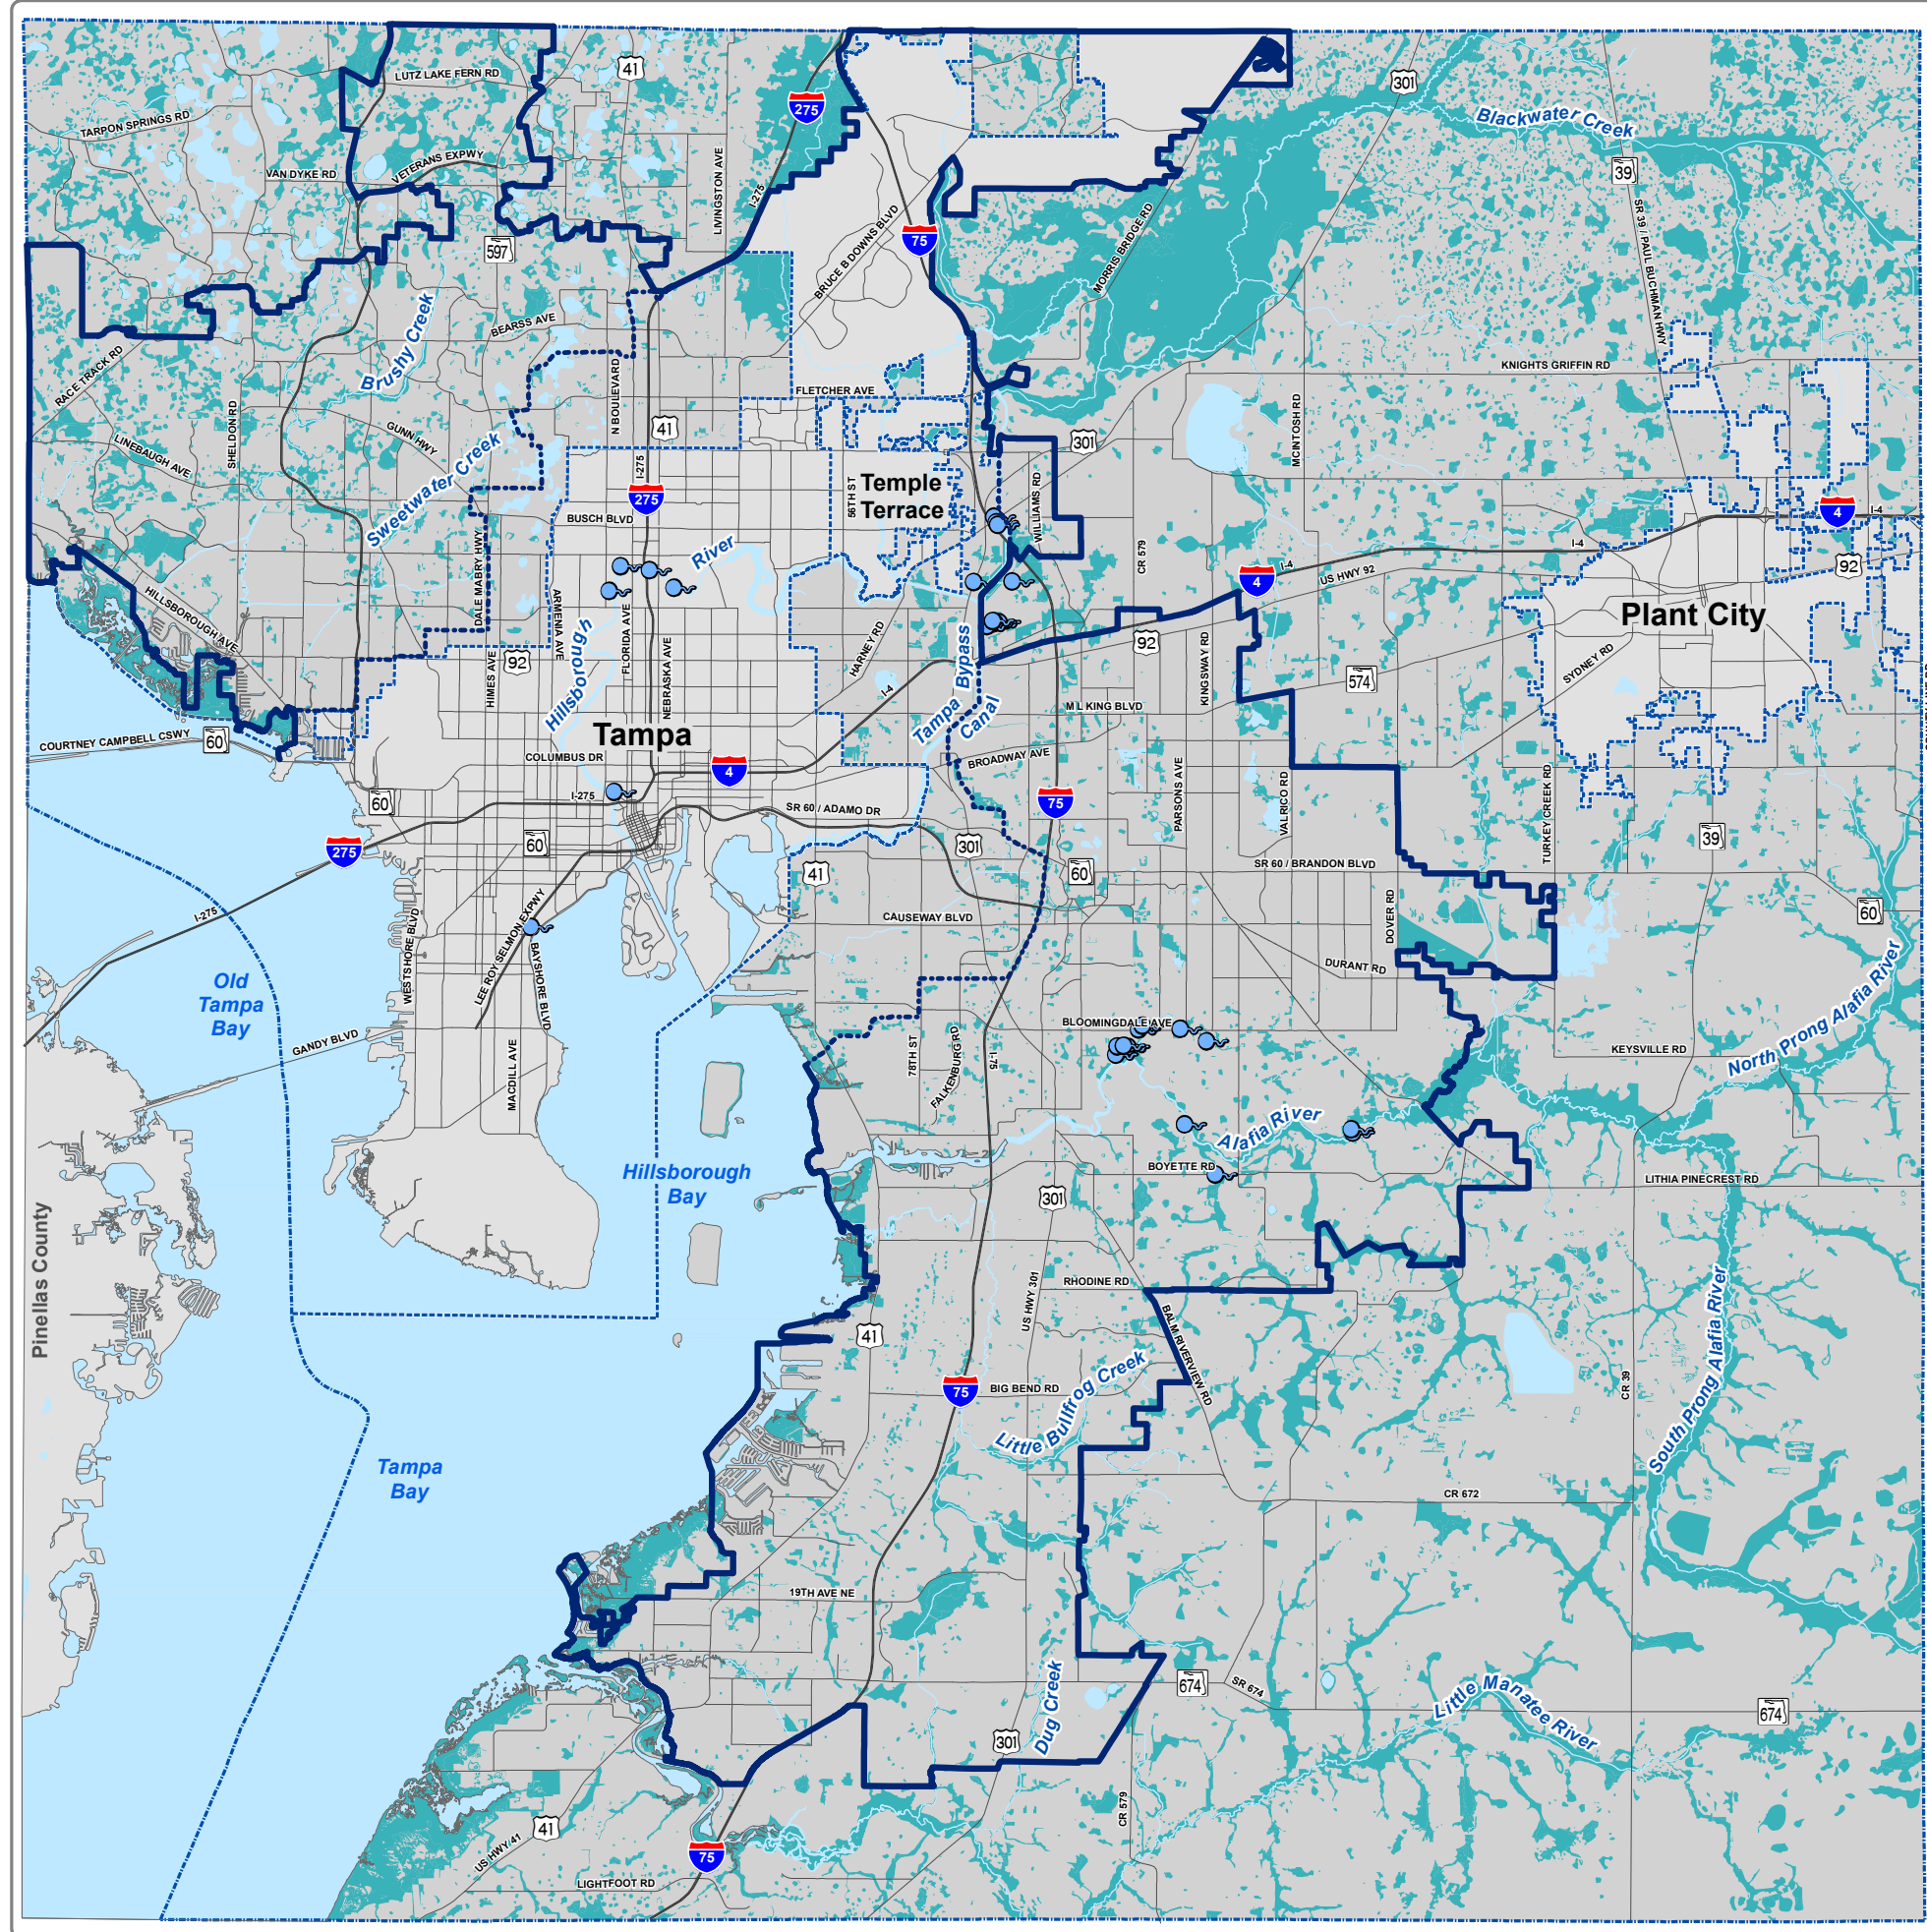 LUTZ LAKE FERN RD
41
275
301
TARPON SPRINGS RD
Blackwater Creek
VAN DYKE RD
VETERANS EXPWY
LIVINGSTON AVE
I-275
39
SR 39 / PAUL BUCHMAN HWY
597
BRUCE B DOWNS BLVD
75
MORRIS BRIDGE RD
Brushy Creek
BEARSS AVE
RACE TRACK RD
N BOULEVARD
FLETCHER AVE
KNIGHTS GRIFFIN RD
SHELDON RD
LINEBAUGH AVE
GUNN HWY
41
301
MCINTOSH RD
Sweetwater Creek
I-275
275
56TH ST
Temple
Terrace
WILLIAMS RD
BUSCH BLVD
4
I-4
River
DALE MABRY HWY
ARMENIA AVE
CR 579
I-4
4
US HWY 92
92
HILLSBOROUGH AVE
Hillsborough
FLORIDA AVE
NEBRASKA AVE
HARNEY RD
Plant City
HIMES AVE
92
92
KINGSWAY RD
SYDNEY RD
574
I-4
Tampa
Bypass
Canal
M L KING BLVD
COURTNEY CAMPBELL CSWY
60
Tampa
COLUMBUS DR
4
BROADWAY AVE
PARSONS AVE
VALRICO RD
TURKEY CREEK RD
60
I-275
75
SR 60 / ADAMO DR
39
275
60
301
60
SR 60 / BRANDON BLVD
41
I-275
WESTSHORE BLVD
LEE ROY SELMON EXPWY
BAYSHORE BLVD
CAUSEWAY BLVD
DOVER RD
60
DURANT RD
Old
Tampa
Bay
North Prong Alafia River
BLOOMINGDALE AVE
GANDY BLVD
MACDILL AVE
78TH ST
FALKENBURG RD
I-75
KEYSVILLE RD
Alafia River
Hillsborough
Bay
BOYETTE RD
301
LITHIA PINECREST RD
Pinellas County
RHODINE RD
US HWY 301
BALM RIVERVIEW RD
41
South Prong Alafia River
75
BIG BEND RD
CR 39
Little Bullfrog Creek
Tampa
Bay
CR 672
19TH AVE NE
Dug Creek
674
SR 674
Little Manatee River
674
301
CR 579
41
US HWY 41
75
LIGHTFOOT RD